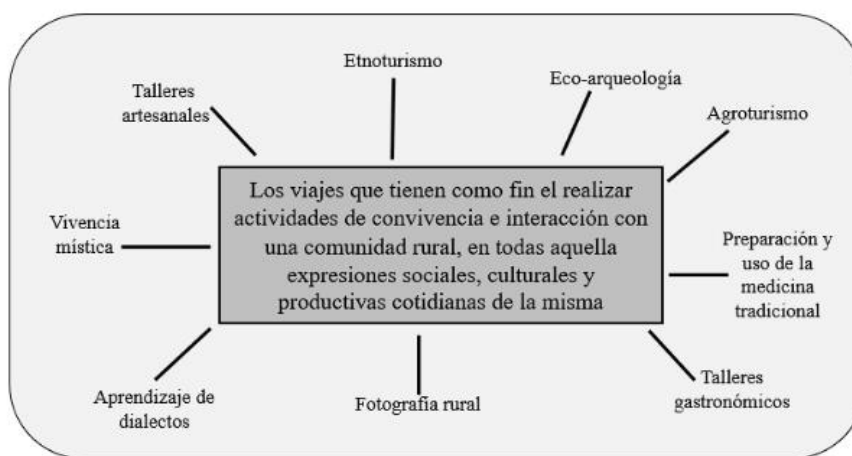 Etnoturismo
Eco-arqueología
Talleres
artesanales
Agroturismo
Los viajes que tienen como fin el realizar
actividades de convivencia e interacción con
una comunidad rural, en todas aquella
expresiones sociales, culturales y
productivas cotidianas de la misma
Vivencia
mística
Preparación y
uso de la
medicina
tradicional
Aprendizaje de
dialectos
Fotografía rural
Talleres
gastronómicos